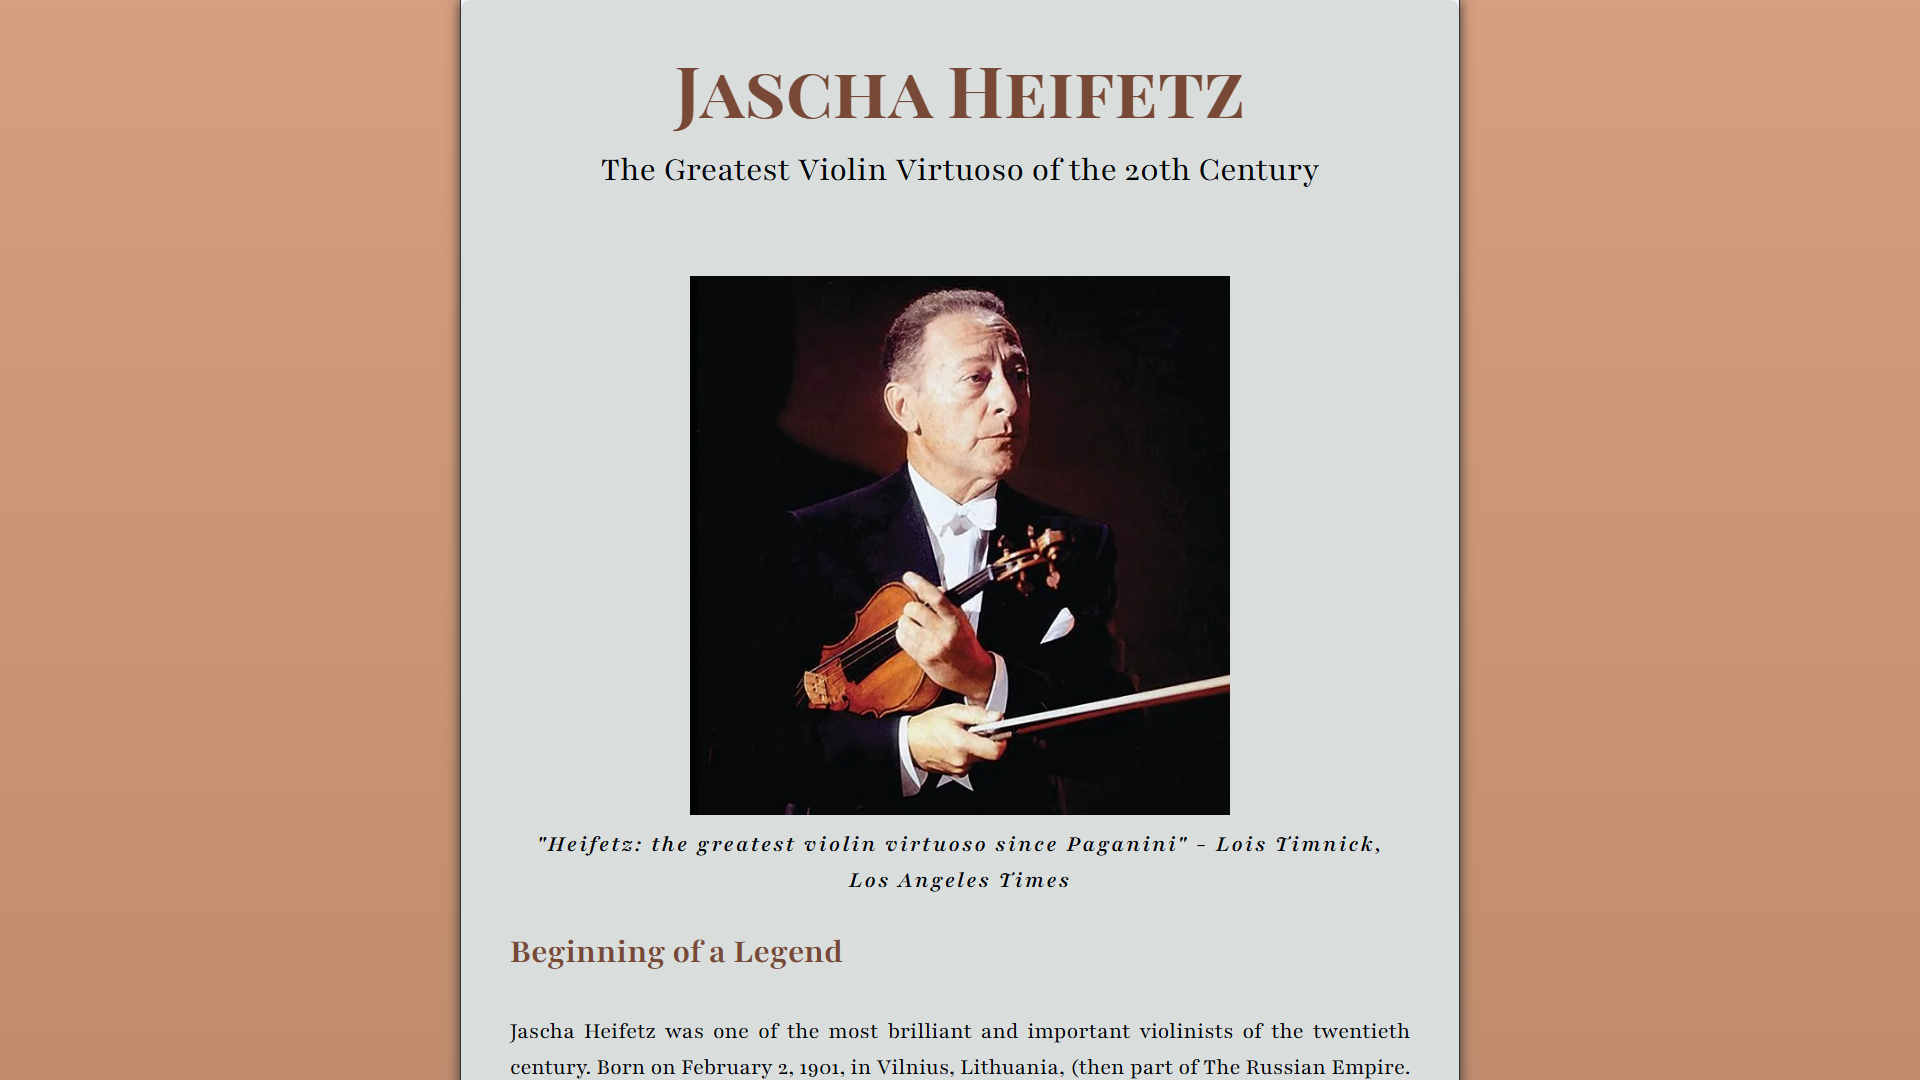 Jascha Heifetz
The Greatest Violin Virtuoso of the 20th Century
"Heifetz: the greatest violin virtuoso since Paganini" - Lois Timnick,
Los Angeles Times
Beginning of a Legend
Jascha Heifetz was one of the most brilliant and important violinists of the twentieth
century. Born on February 2, 1901, in Vilnius, Lithuania, (then part of The Russian Empire.